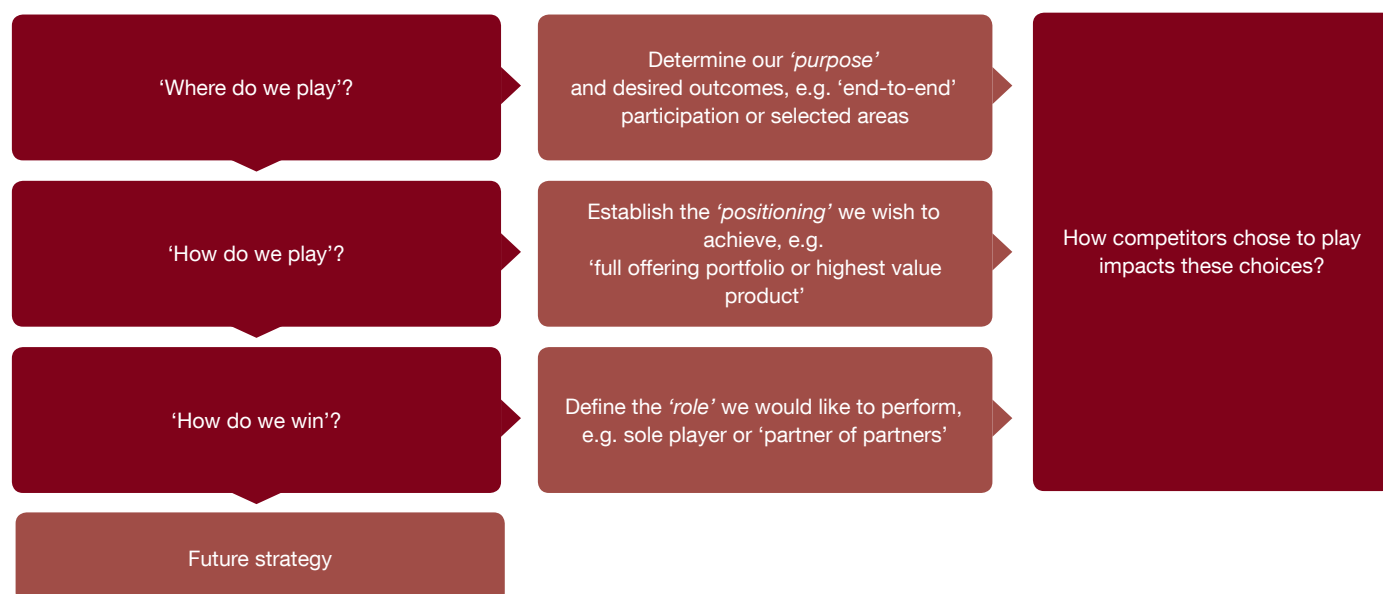 ‘Where do we play’?
Determine our ‘purpose’
and desired outcomes, e.g. ‘end-to-end’
participation or selected areas
‘How do we play’?
Establish the ‘positioning’ we wish to
achieve, e.g.
‘full offering portfolio or highest value
product’
‘How do we win’?
Define the ‘role’ we would like to perform,
e.g. sole player or ‘partner of partners’
How competitors chose to play
impacts these choices?
Future strategy